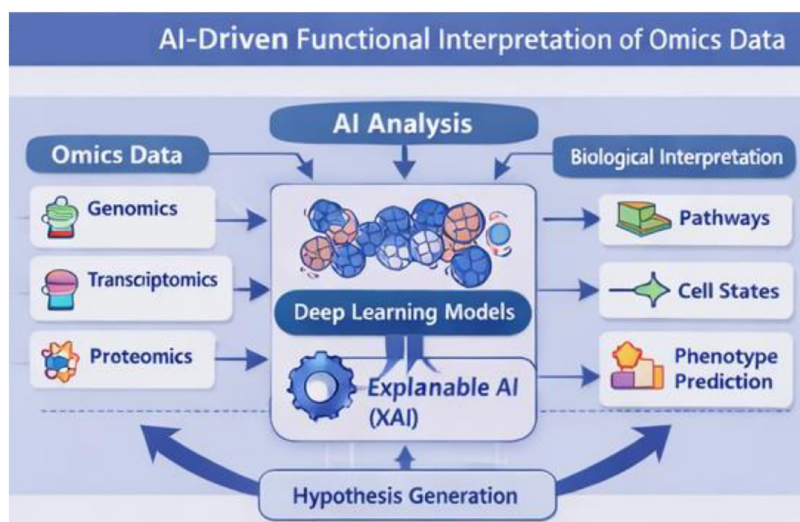 AI-Driven Functional Interpretation of Omics Data
AI Analysis
Omics Data
Biological Interpretation
Genomics
Pathways
Transcriptomics
Deep Learning Models
Cell States
Proteomics
Explanable AI
(XAI)
Phenotype
Prediction
Hypothesis Generation